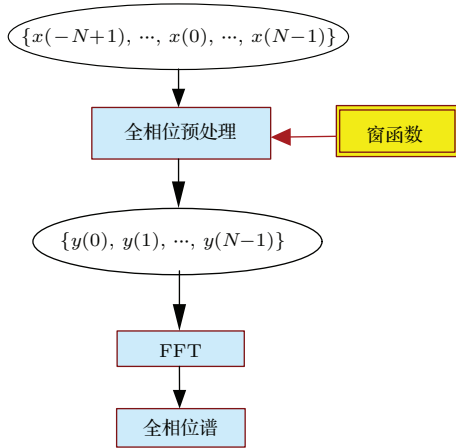 {x(-N+1), ..., x(0), ..., x(N-1)}
全相位预处理
窗函数
{y(0), y(1), ..., y(N-1)}
FFT
全相位谱